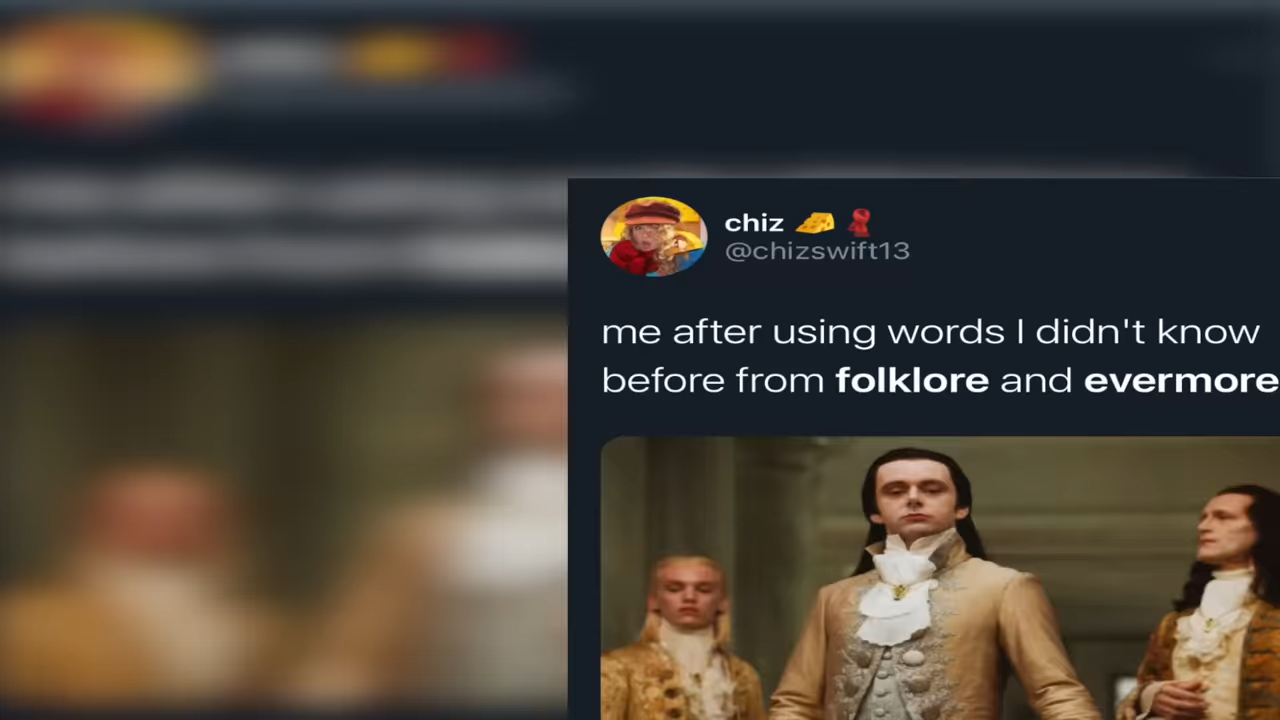 chiz 🧀 🧣
@chizswift13
me after using words I didn't know
before from folklore and evermore